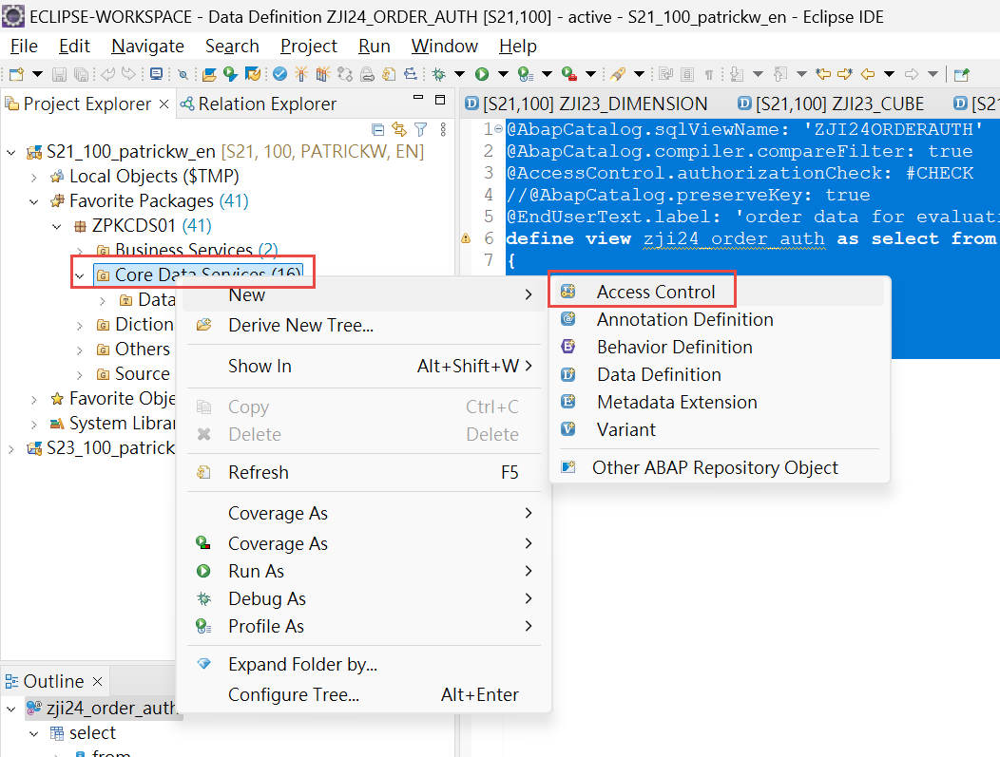 ECLIPSE-WORKSPACE - Data Definition ZJI24_ORDER_AUTH [S21,100] - active - S21_100_patrickw_en - Eclipse IDE
File Edit Navigate Search Project Run Window Help
Project Explorer
Relation Explorer
[S21,100] ZJI23_DIMENSION
[S21,100] ZJI23_CUBE
[S2
S21_100_patrickw_en [S21, 100, PATRICKW, EN]
Local Objects ($TMP)
Favorite Packages (41)
ZPKCDS01 (41)
Business Services (2)
Core Data Services (16)
Data
Diction
Others
Source
Favorite Obje
System Librar
S23_100_patrick
1 @AbapCatalog.sqlViewName: 'ZJI24ORDERAUTH'
2 @AbapCatalog.compiler.compareFilter: true
3 @AccessControl.authorizationCheck: #CHECK
4 //@AbapCatalog.preserveKey: true
5 @EndUserText.label: 'order data for evaluati
6 define view zji24_order_auth as select from
7 {
New
Derive New Tree...
Show In Alt+Shift+W
Copy Ctrl+C
Delete Delete
Refresh F5
Coverage As
Coverage As
Run As
Debug As
Profile As
Expand Folder by...
Configure Tree... Alt+Enter
Access Control
Annotation Definition
Behavior Definition
Data Definition
Metadata Extension
Variant
Other ABAP Repository Object
Outline
zji24_order_auth
select
from